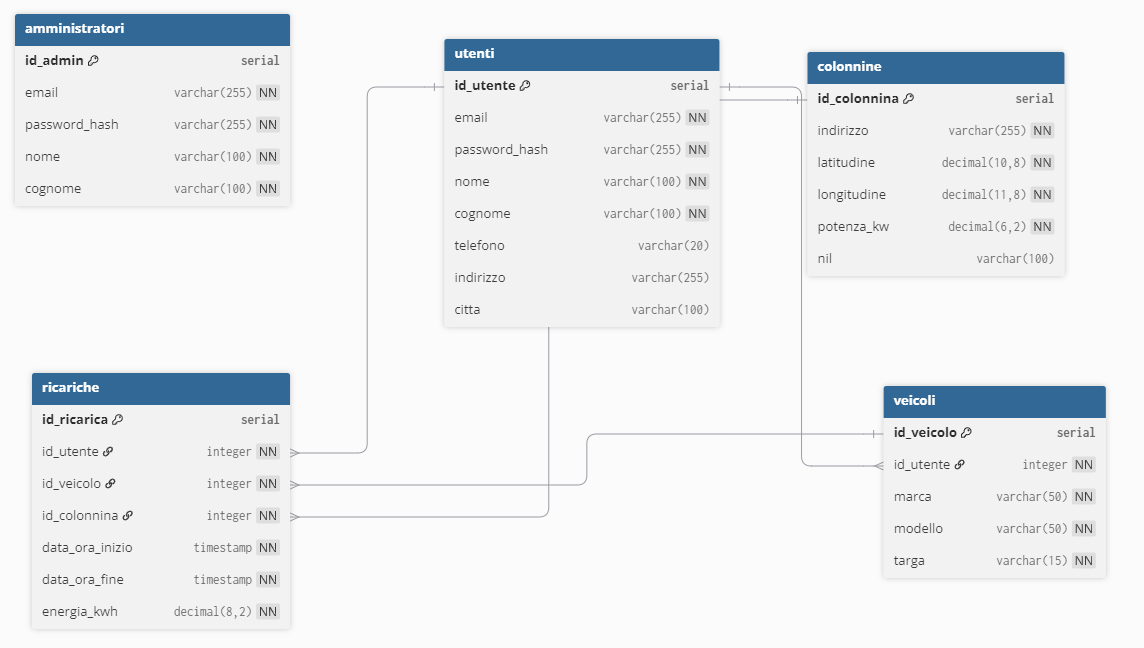 amministratori
id_admin serial
email varchar(255) NN
password_hash varchar(255) NN
nome varchar(100) NN
cognome varchar(100) NN
utenti
id_utente serial
email varchar(255) NN
password_hash varchar(255) NN
nome varchar(100) NN
cognome varchar(100) NN
telefono varchar(20)
indirizzo varchar(255)
citta varchar(100)
colonnine
id_colonnina serial
indirizzo varchar(255) NN
latitudine decimal(10,8) NN
longitudine decimal(11,8) NN
potenza_kw decimal(6,2) NN
nil varchar(100)
ricariche
id_ricarica serial
id_utente integer NN
id_veicolo integer NN
id_colonnina integer NN
data_ora_inizio timestamp NN
data_ora_fine timestamp NN
energia_kwh decimal(8,2) NN
veicoli
id_veicolo serial
id_utente integer NN
marca varchar(50) NN
modello varchar(50) NN
targa varchar(15) NN